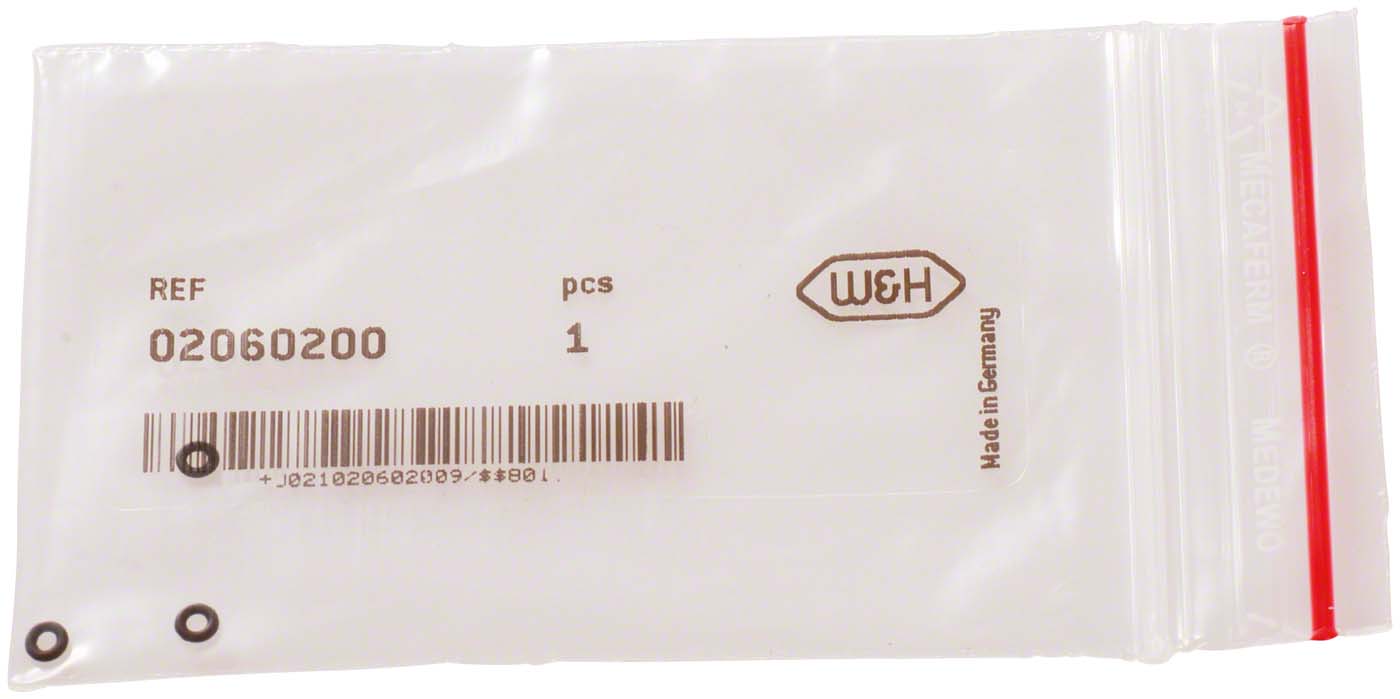 REF
pcs
02060200
1
W&H
Made in Germany
+J021020602009/$$801.
MECAFERM ® MEDEWO